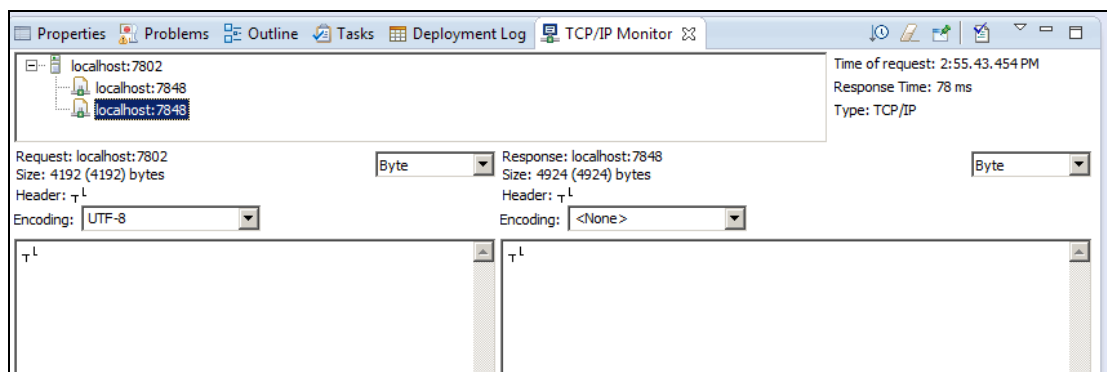 Properties Problems Outline Tasks Deployment Log TCP/IP Monitor
localhost:7802
localhost:7848
localhost:7848
Time of request: 2:55.43.454 PM
Response Time: 78 ms
Type: TCP/IP
Request: localhost:7802
Size: 4192 (4192) bytes
Header: ┬└
Byte
Encoding: UTF-8
┬└
Response: localhost:7848
Size: 4924 (4924) bytes
Header: ┬└
Byte
Encoding: <None>
┬└